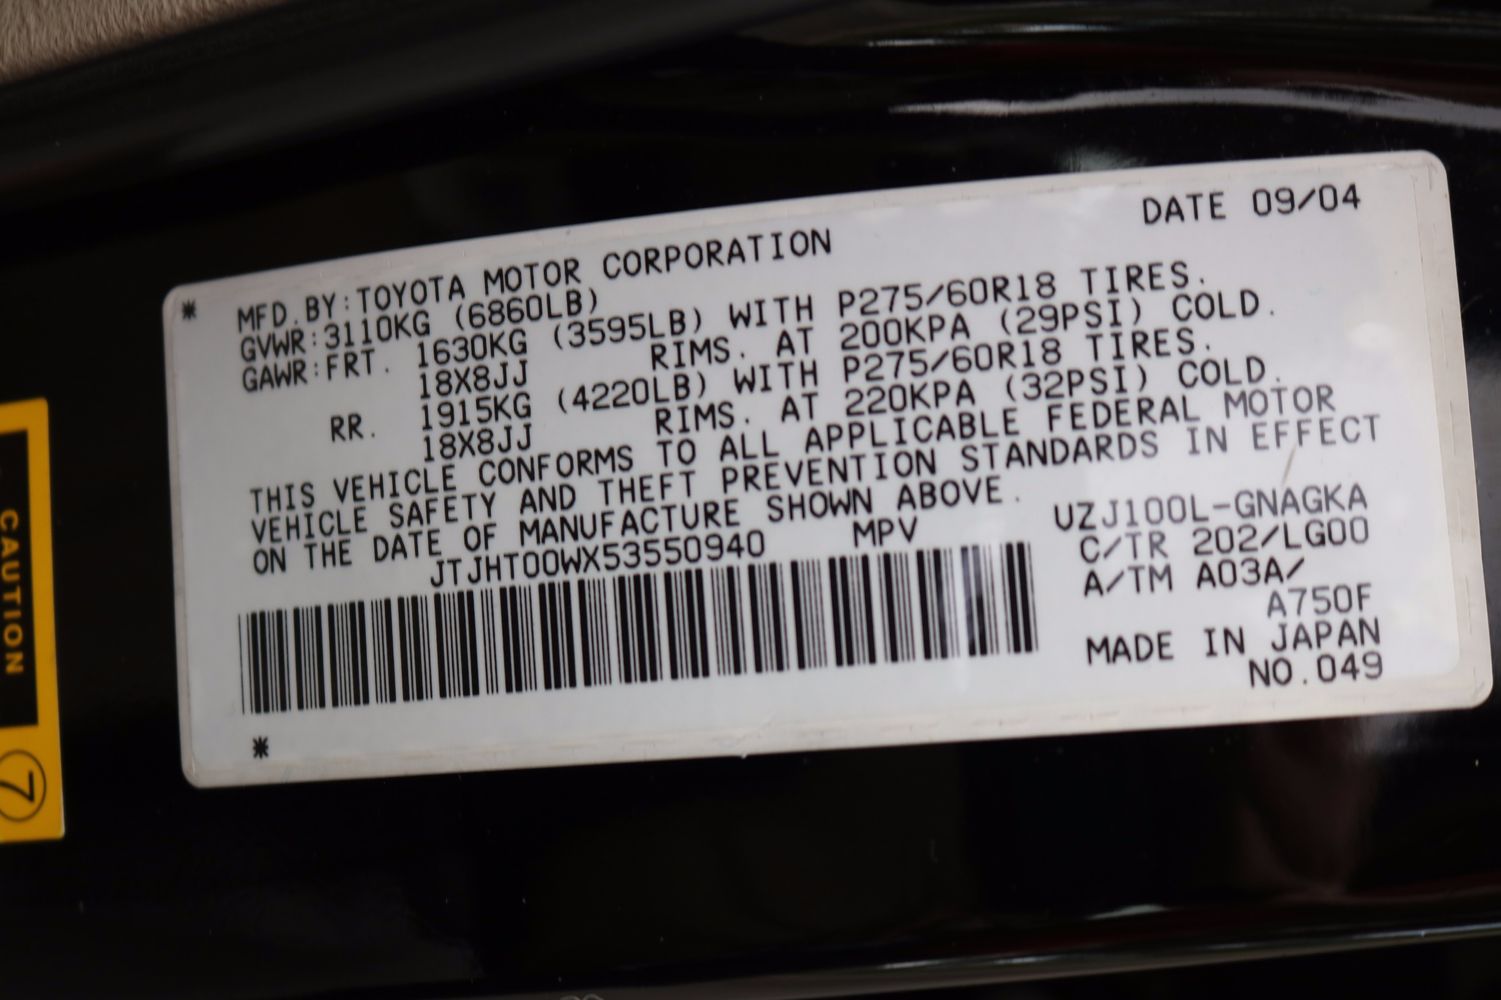 DATE 09/04
* MFD.BY:TOYOTA MOTOR CORPORATION
GVWR:3110KG (6860LB)
GAWR:FRT. 1630KG (3595LB) WITH P275/60R18 TIRES.
18X8JJ RIMS. AT 200KPA (29PSI) COLD.
RR. 1915KG (4220LB) WITH P275/60R18 TIRES.
18X8JJ RIMS. AT 220KPA (32PSI) COLD.
THIS VEHICLE CONFORMS TO ALL APPLICABLE FEDERAL MOTOR
VEHICLE SAFETY AND THEFT PREVENTION STANDARDS IN EFFECT
ON THE DATE OF MANUFACTURE SHOWN ABOVE.
JTJHT00WX53550940 MPV
UZJ100L-GNAGKA
C/TR 202/LG00
A/TM A03A/
A750F
MADE IN JAPAN
NO.049
*
CAUTION
7